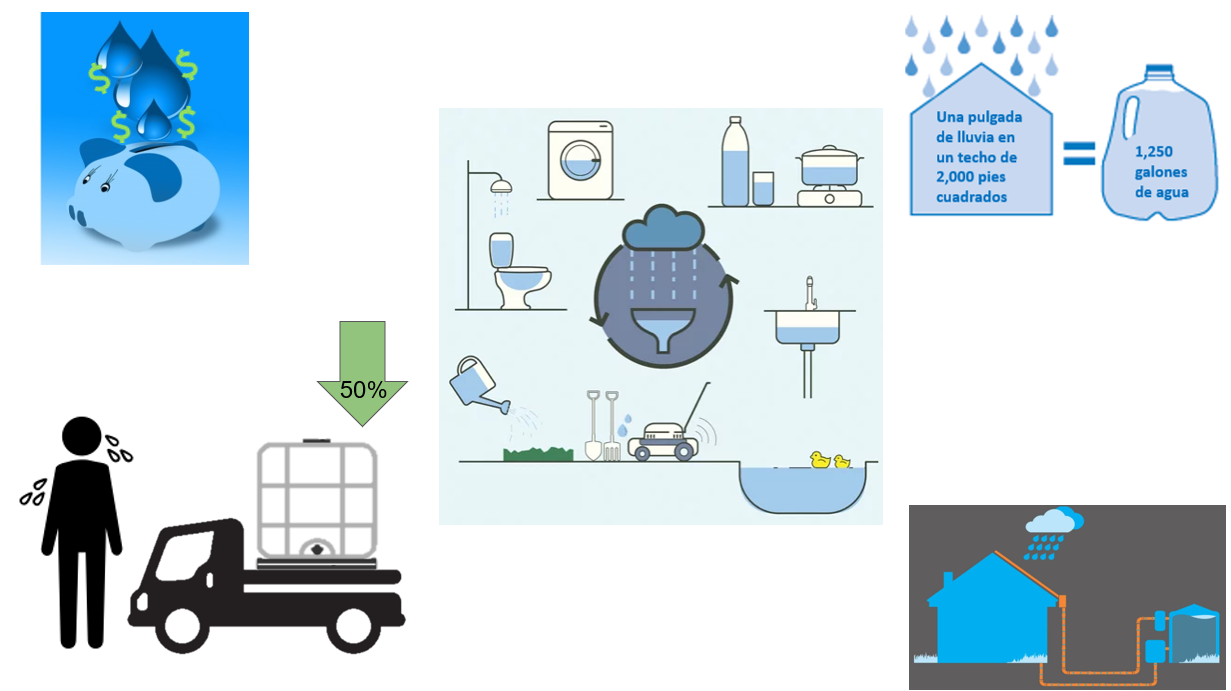 $ $
$ $
Una pulgada
de lluvia en
un techo de
2,000 pies
cuadrados
=
1,250
galones
de agua
50%